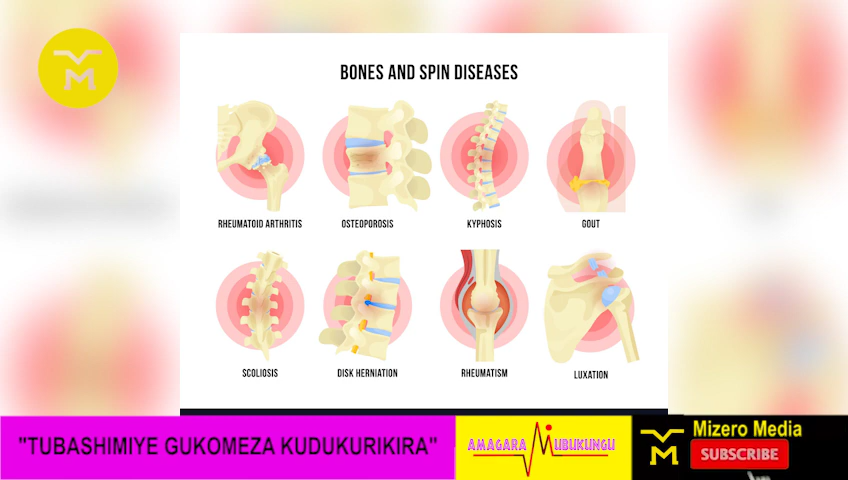 BONES AND SPIN DISEASES
RHEUMATOID ARTHRITIS
OSTEOPOROSIS
KYPHOSIS
GOUT
SCOLIOSIS
DISK HERNIATION
RHEUMATISM
LUXATION
"TUBASHIMIYE GUKOMEZA KUDUKURIKIRA"
AMAGARA MUBUKUNGU
Mizero Media
SUBSCRIBE